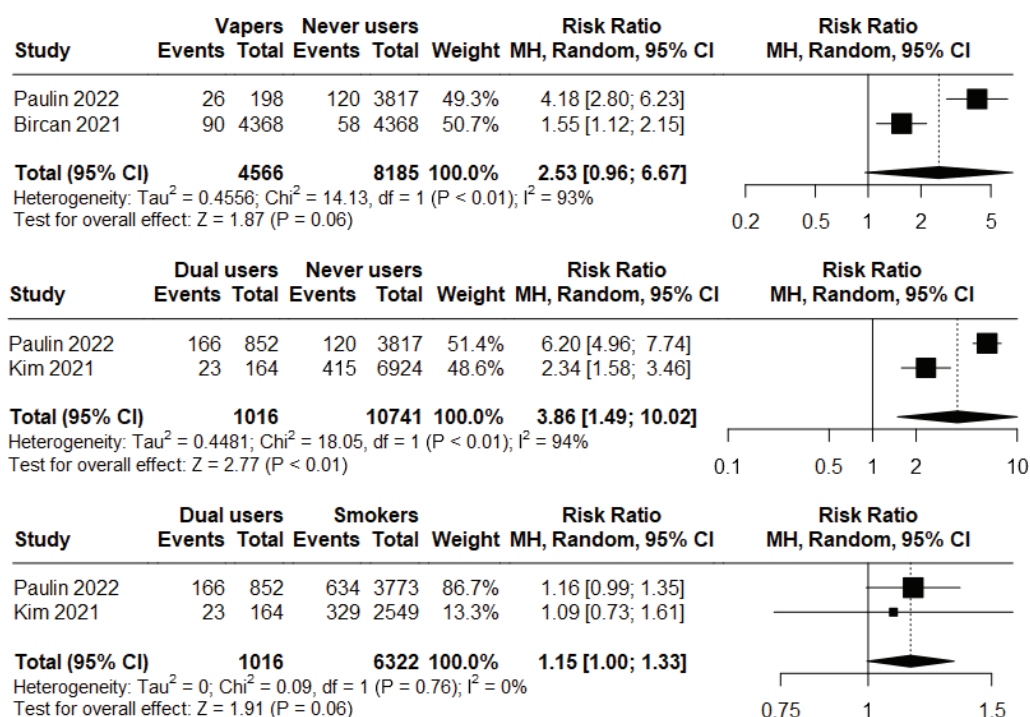 Vapers Never users Risk Ratio Risk Ratio
Study Events Total Events Total Weight MH, Random, 95% CI MH, Random, 95% CI
Paulin 2022 26 198 120 3817 49.3% 4.18 [2.80; 6.23]
Bircan 2021 90 4368 58 4368 50.7% 1.55 [1.12; 2.15]
Total (95% CI) 4566 8185 100.0% 2.53 [0.96; 6.67]
Heterogeneity: Tau² = 0.4556; Chi² = 14.13, df = 1 (P < 0.01); I² = 93%
Test for overall effect: Z = 1.87 (P = 0.06)
0.2 0.5 1 2 5
Dual users Never users Risk Ratio Risk Ratio
Study Events Total Events Total Weight MH, Random, 95% CI MH, Random, 95% CI
Paulin 2022 166 852 120 3817 51.4% 6.20 [4.96; 7.74]
Kim 2021 23 164 415 6924 48.6% 2.34 [1.58; 3.46]
Total (95% CI) 1016 10741 100.0% 3.86 [1.49; 10.02]
Heterogeneity: Tau² = 0.4481; Chi² = 18.05, df = 1 (P < 0.01); I² = 94%
Test for overall effect: Z = 2.77 (P < 0.01)
0.1 0.5 1 2 10
Dual users Smokers Risk Ratio Risk Ratio
Study Events Total Events Total Weight MH, Random, 95% CI MH, Random, 95% CI
Paulin 2022 166 852 634 3773 86.7% 1.16 [0.99; 1.35]
Kim 2021 23 164 329 2549 13.3% 1.09 [0.73; 1.61]
Total (95% CI) 1016 6322 100.0% 1.15 [1.00; 1.33]
Heterogeneity: Tau² = 0; Chi² = 0.09, df = 1 (P = 0.76); I² = 0%
Test for overall effect: Z = 1.91 (P = 0.06)
0.75 1 1.5